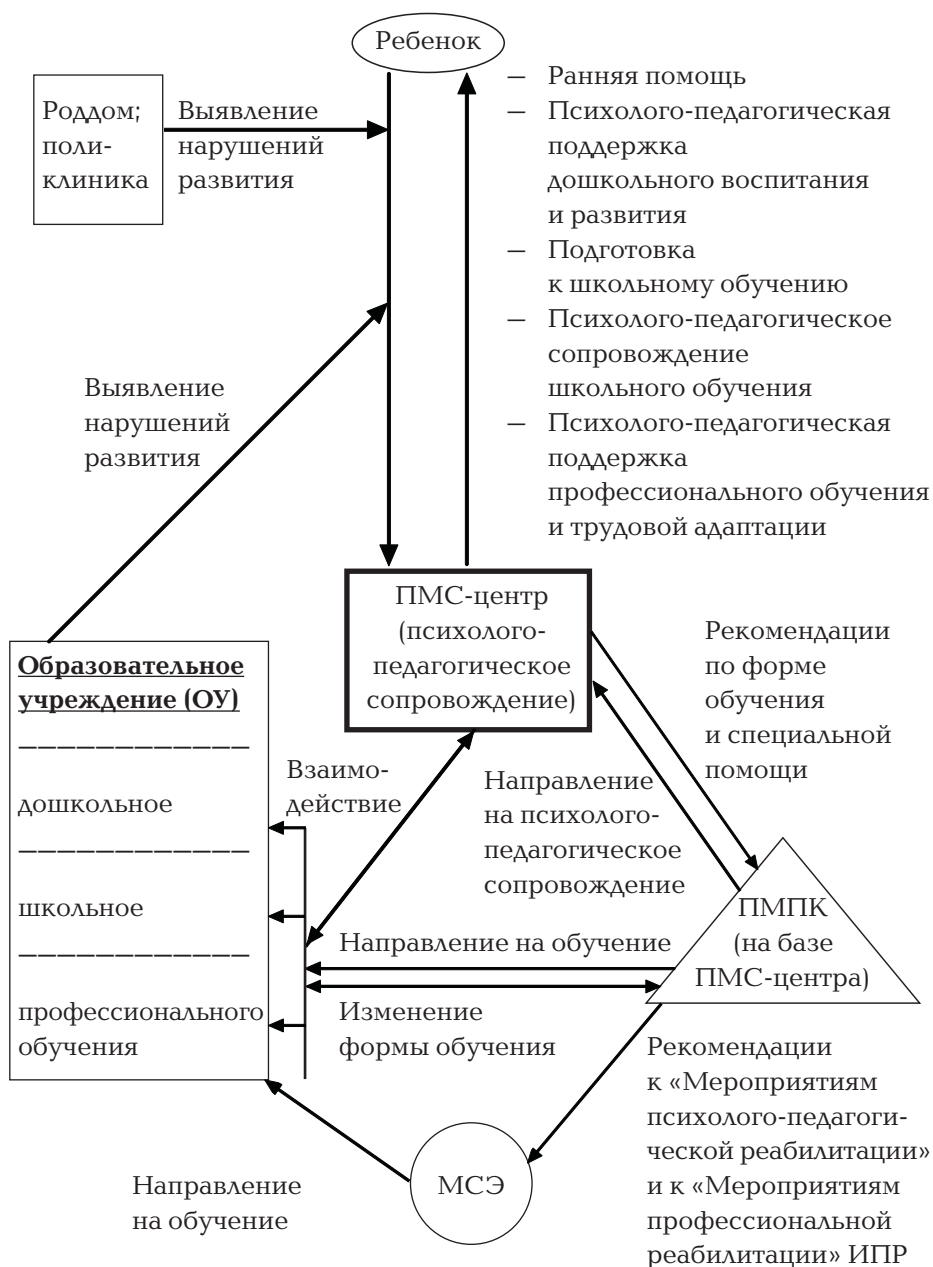 Ребенок
Роддом;
поли-
клиника
Выявление
нарушений
развития
— Ранняя помощь
— Психолого-педагогическая
поддержка
дошкольного воспитания
и развития
— Подготовка
к школьному обучению
— Психолого-педагогическое
сопровождение
школьного обучения
— Психолого-педагогическая
поддержка
профессионального обучения
и трудовой адаптации
Выявление
нарушений
развития
ПМС-центр
(психолого-
педагогическое
сопровождение)
Рекомендации
по форме
обучения
и специальной
помощи
Образовательное
учреждение (ОУ)
дошкольное
школьное
профессионального
обучения
Взаимо-
действие
Направление
на психолого-
педагогическое
сопровождение
ПМПК
(на базе
ПМС-центра)
Направление на обучение
Изменение
формы обучения
Рекомендации
к «Мероприятиям
психолого-педагоги-
ческой реабилитации»
и к «Мероприятиям
профессиональной
реабилитации» ИПР
МСЭ
Направление
на обучение